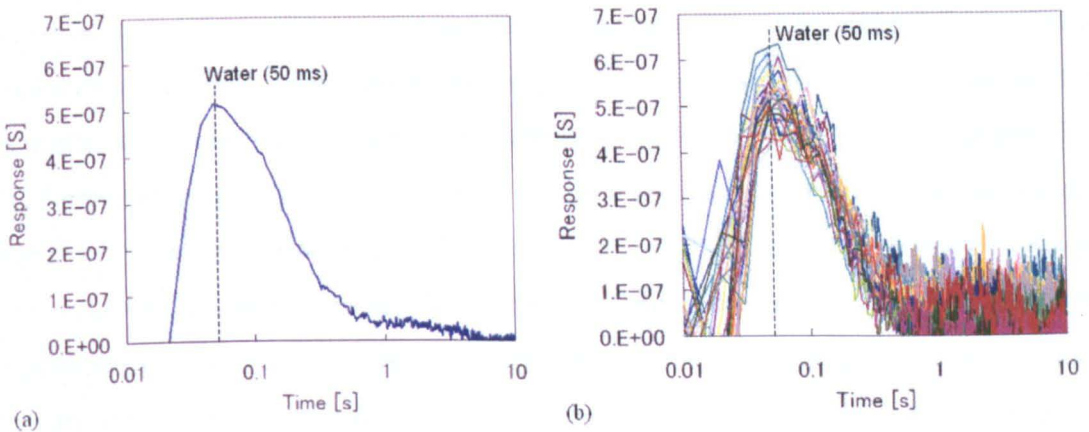 7.E-07
6.E-07
5.E-07
4.E-07
3.E-07
2.E-07
1.E-07
0.E+00
Response [S]
Water (50 ms)
0.01
0.1
1
10
Time [s]
(a)
7.E-07
6.E-07
5.E-07
4.E-07
3.E-07
2.E-07
1.E-07
0.E+00
Response [S]
Water (50 ms)
0.01
0.1
1
10
Time [s]
(b)